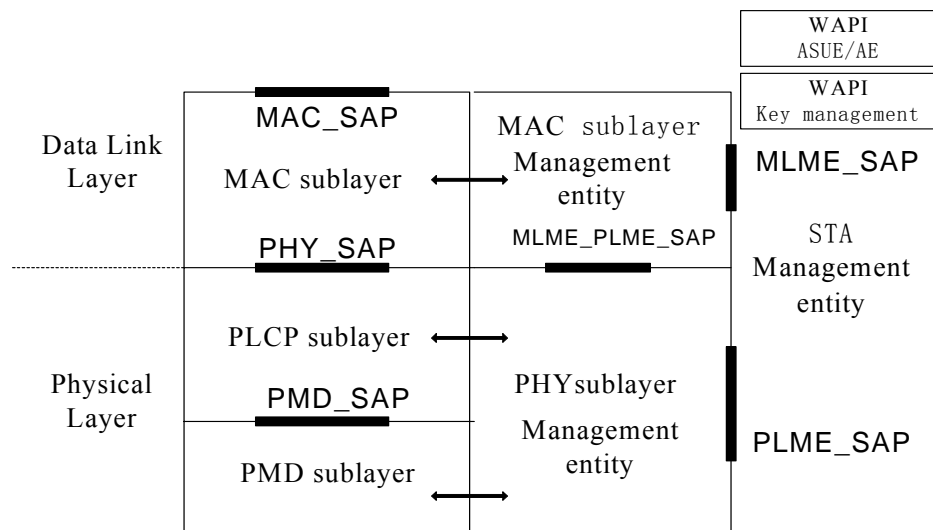 WAPI
ASUE/AE
WAPI
Key management
MAC_SAP
Data Link
Layer
MAC sublayer
MAC sublayer
Management
entity
MLME_SAP
PHY_SAP
MLME_PLME_SAP
STA
Management
entity
PLCP sublayer
Physical
Layer
PMD_SAP
PHYsublayer
Management
entity
PLME_SAP
PMD sublayer